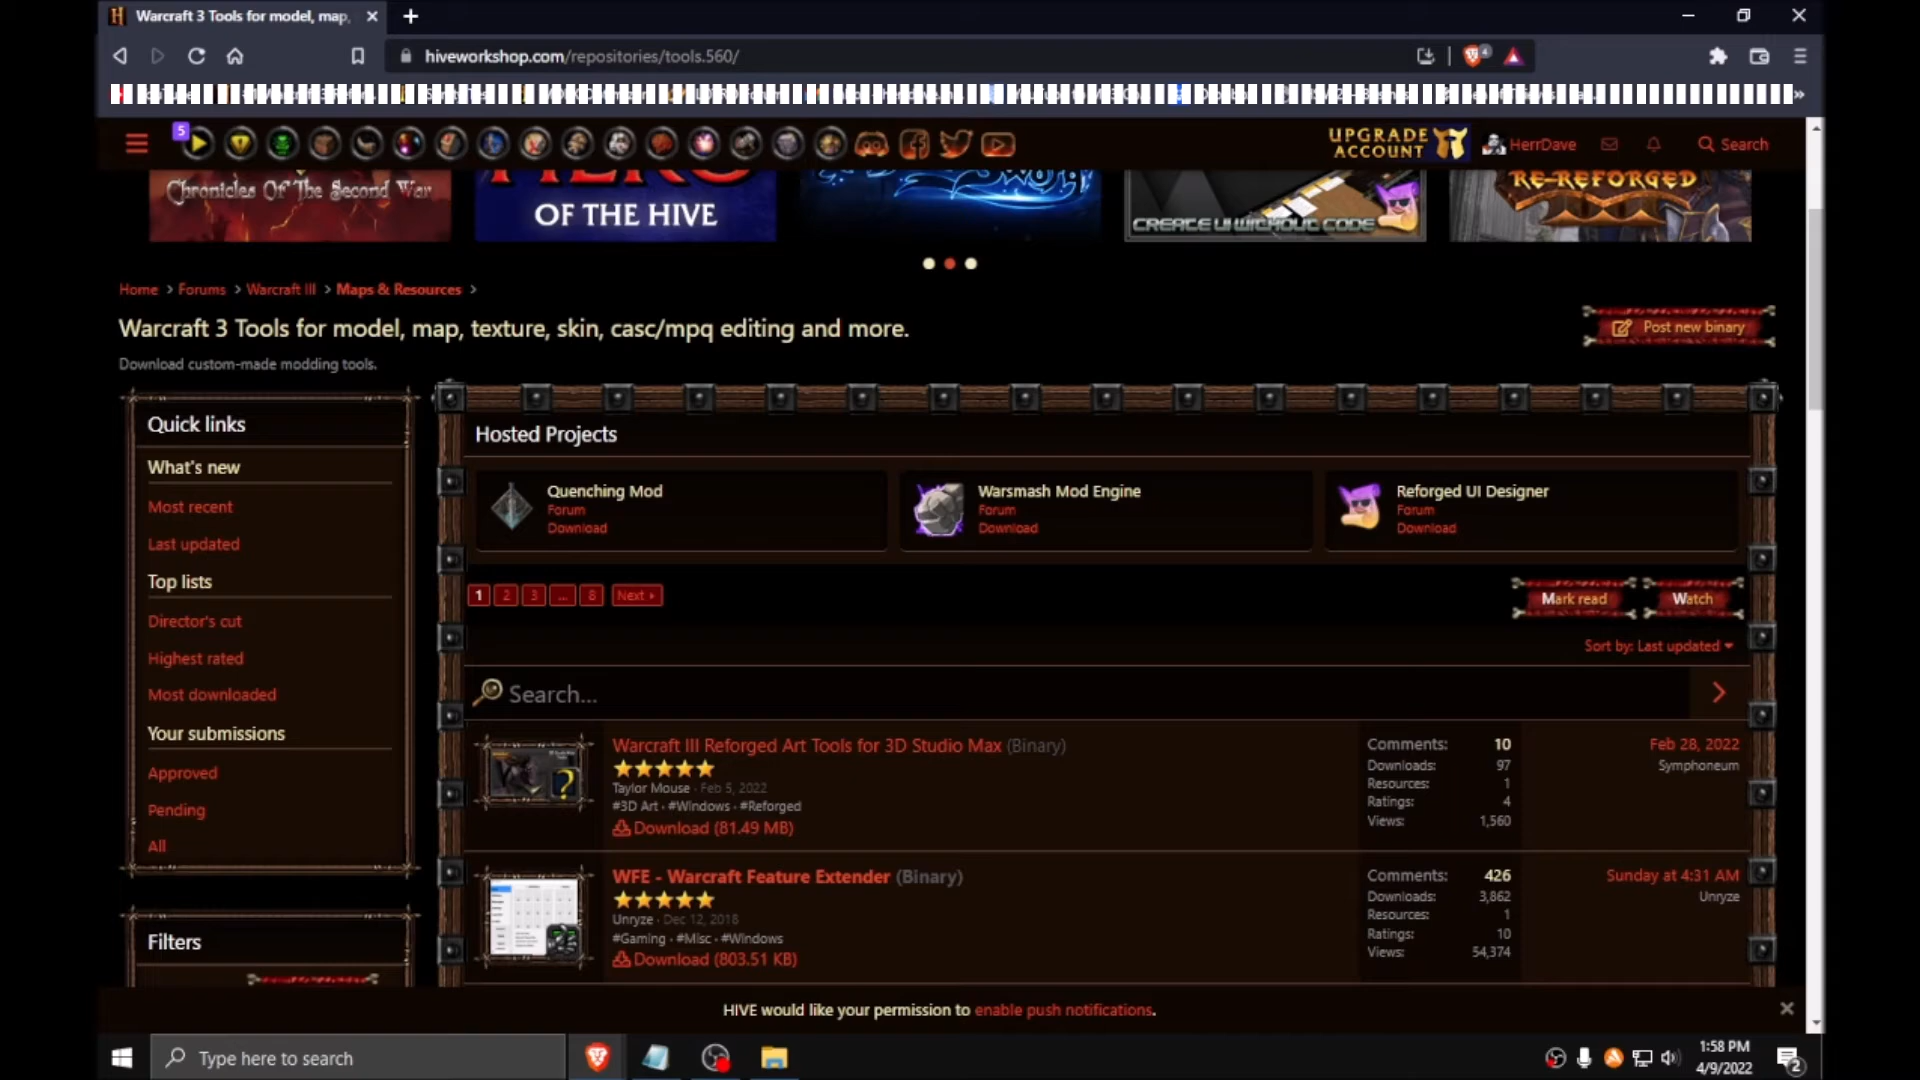 Warcraft 3 Tools for model, map,
hiveworkshop.com/repositories/tools.560/
4
»
5
UPGRADE
ACCOUNT
HerrDave
Search
Chronicles Of The Second War
OF THE HIVE
CREATE UI WITHOUT CODE
RE-REFORGED
Home > Forums > Warcraft III > Maps & Resources >
Warcraft 3 Tools for model, map, texture, skin, casc/mpq editing and more.
Post new binary
Download custom-made modding tools.
Quick links
What's new
Most recent
Last updated
Top lists
Director's cut
Highest rated
Most downloaded
Your submissions
Approved
Pending
All
Filters
Hosted Projects
Quenching Mod
Forum
Download
Warsmash Mod Engine
Forum
Download
Reforged UI Designer
Forum
Download
1 2 3 ... 8 Next
Mark read
Watch
Sort by: Last updated
Search...
Warcraft III Reforged Art Tools for 3D Studio Max (Binary)
Taylor Mouse · Feb 5, 2022
#3D Art · #Windows · #Reforged
Download (81.49 MB)
Comments: 10
Downloads: 97
Resources: 1
Ratings: 4
Views: 1,560
Feb 28, 2022
Symphoneum
WFE - Warcraft Feature Extender (Binary)
Unryze · Dec 12, 2018
#Gaming · #Misc · #Windows
Download (803.51 KB)
Comments: 426
Downloads: 3,862
Resources: 1
Ratings: 10
Views: 54,374
Sunday at 4:31 AM
Unryze
HIVE would like your permission to enable push notifications.
Type here to search
1:58 PM
4/9/2022
2